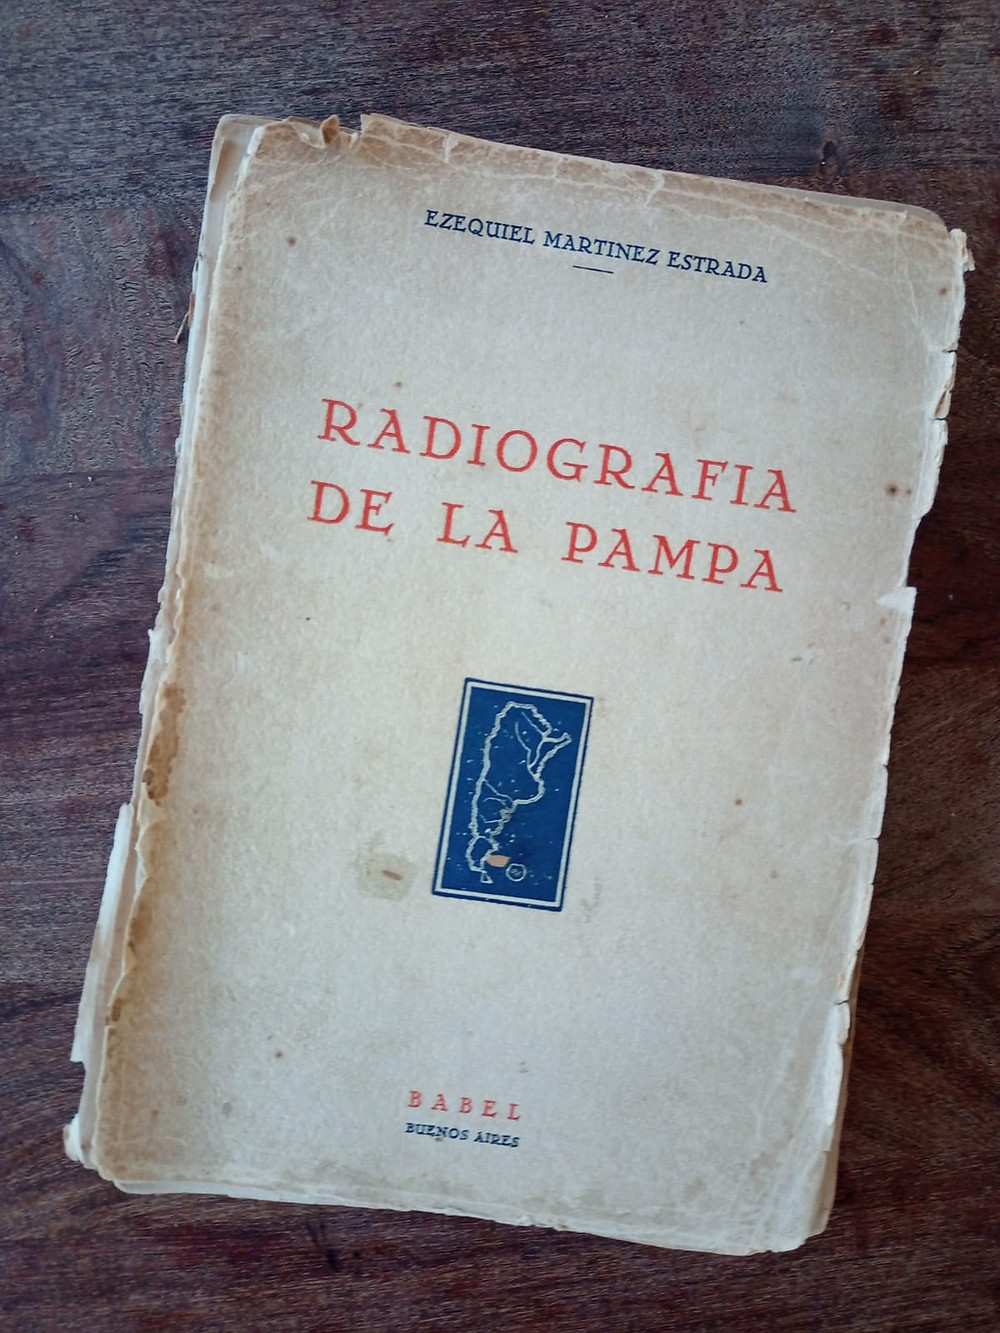 EZEQUIEL MARTINEZ ESTRADA
RADIOGRAFIA
DE LA PAMPA
BABEL
BUENOS AIRES